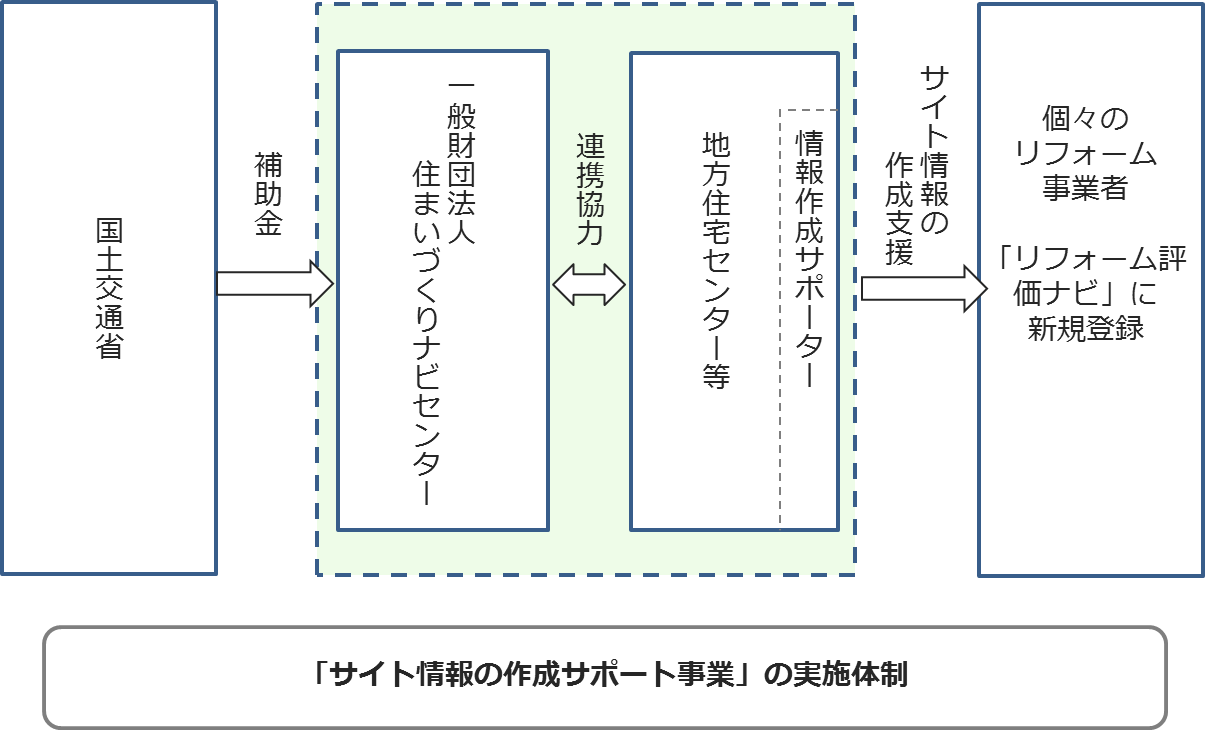 国土交通省
補助金
一般財団法人
住まいづくりナビセンター
連携協力
地方住宅センター等
情報作成サポーター
サイト情報の
作成支援
個々の
リフォーム
事業者
「リフォーム評
価ナビ」に
新規登録
「サイト情報の作成サポート事業」の実施体制